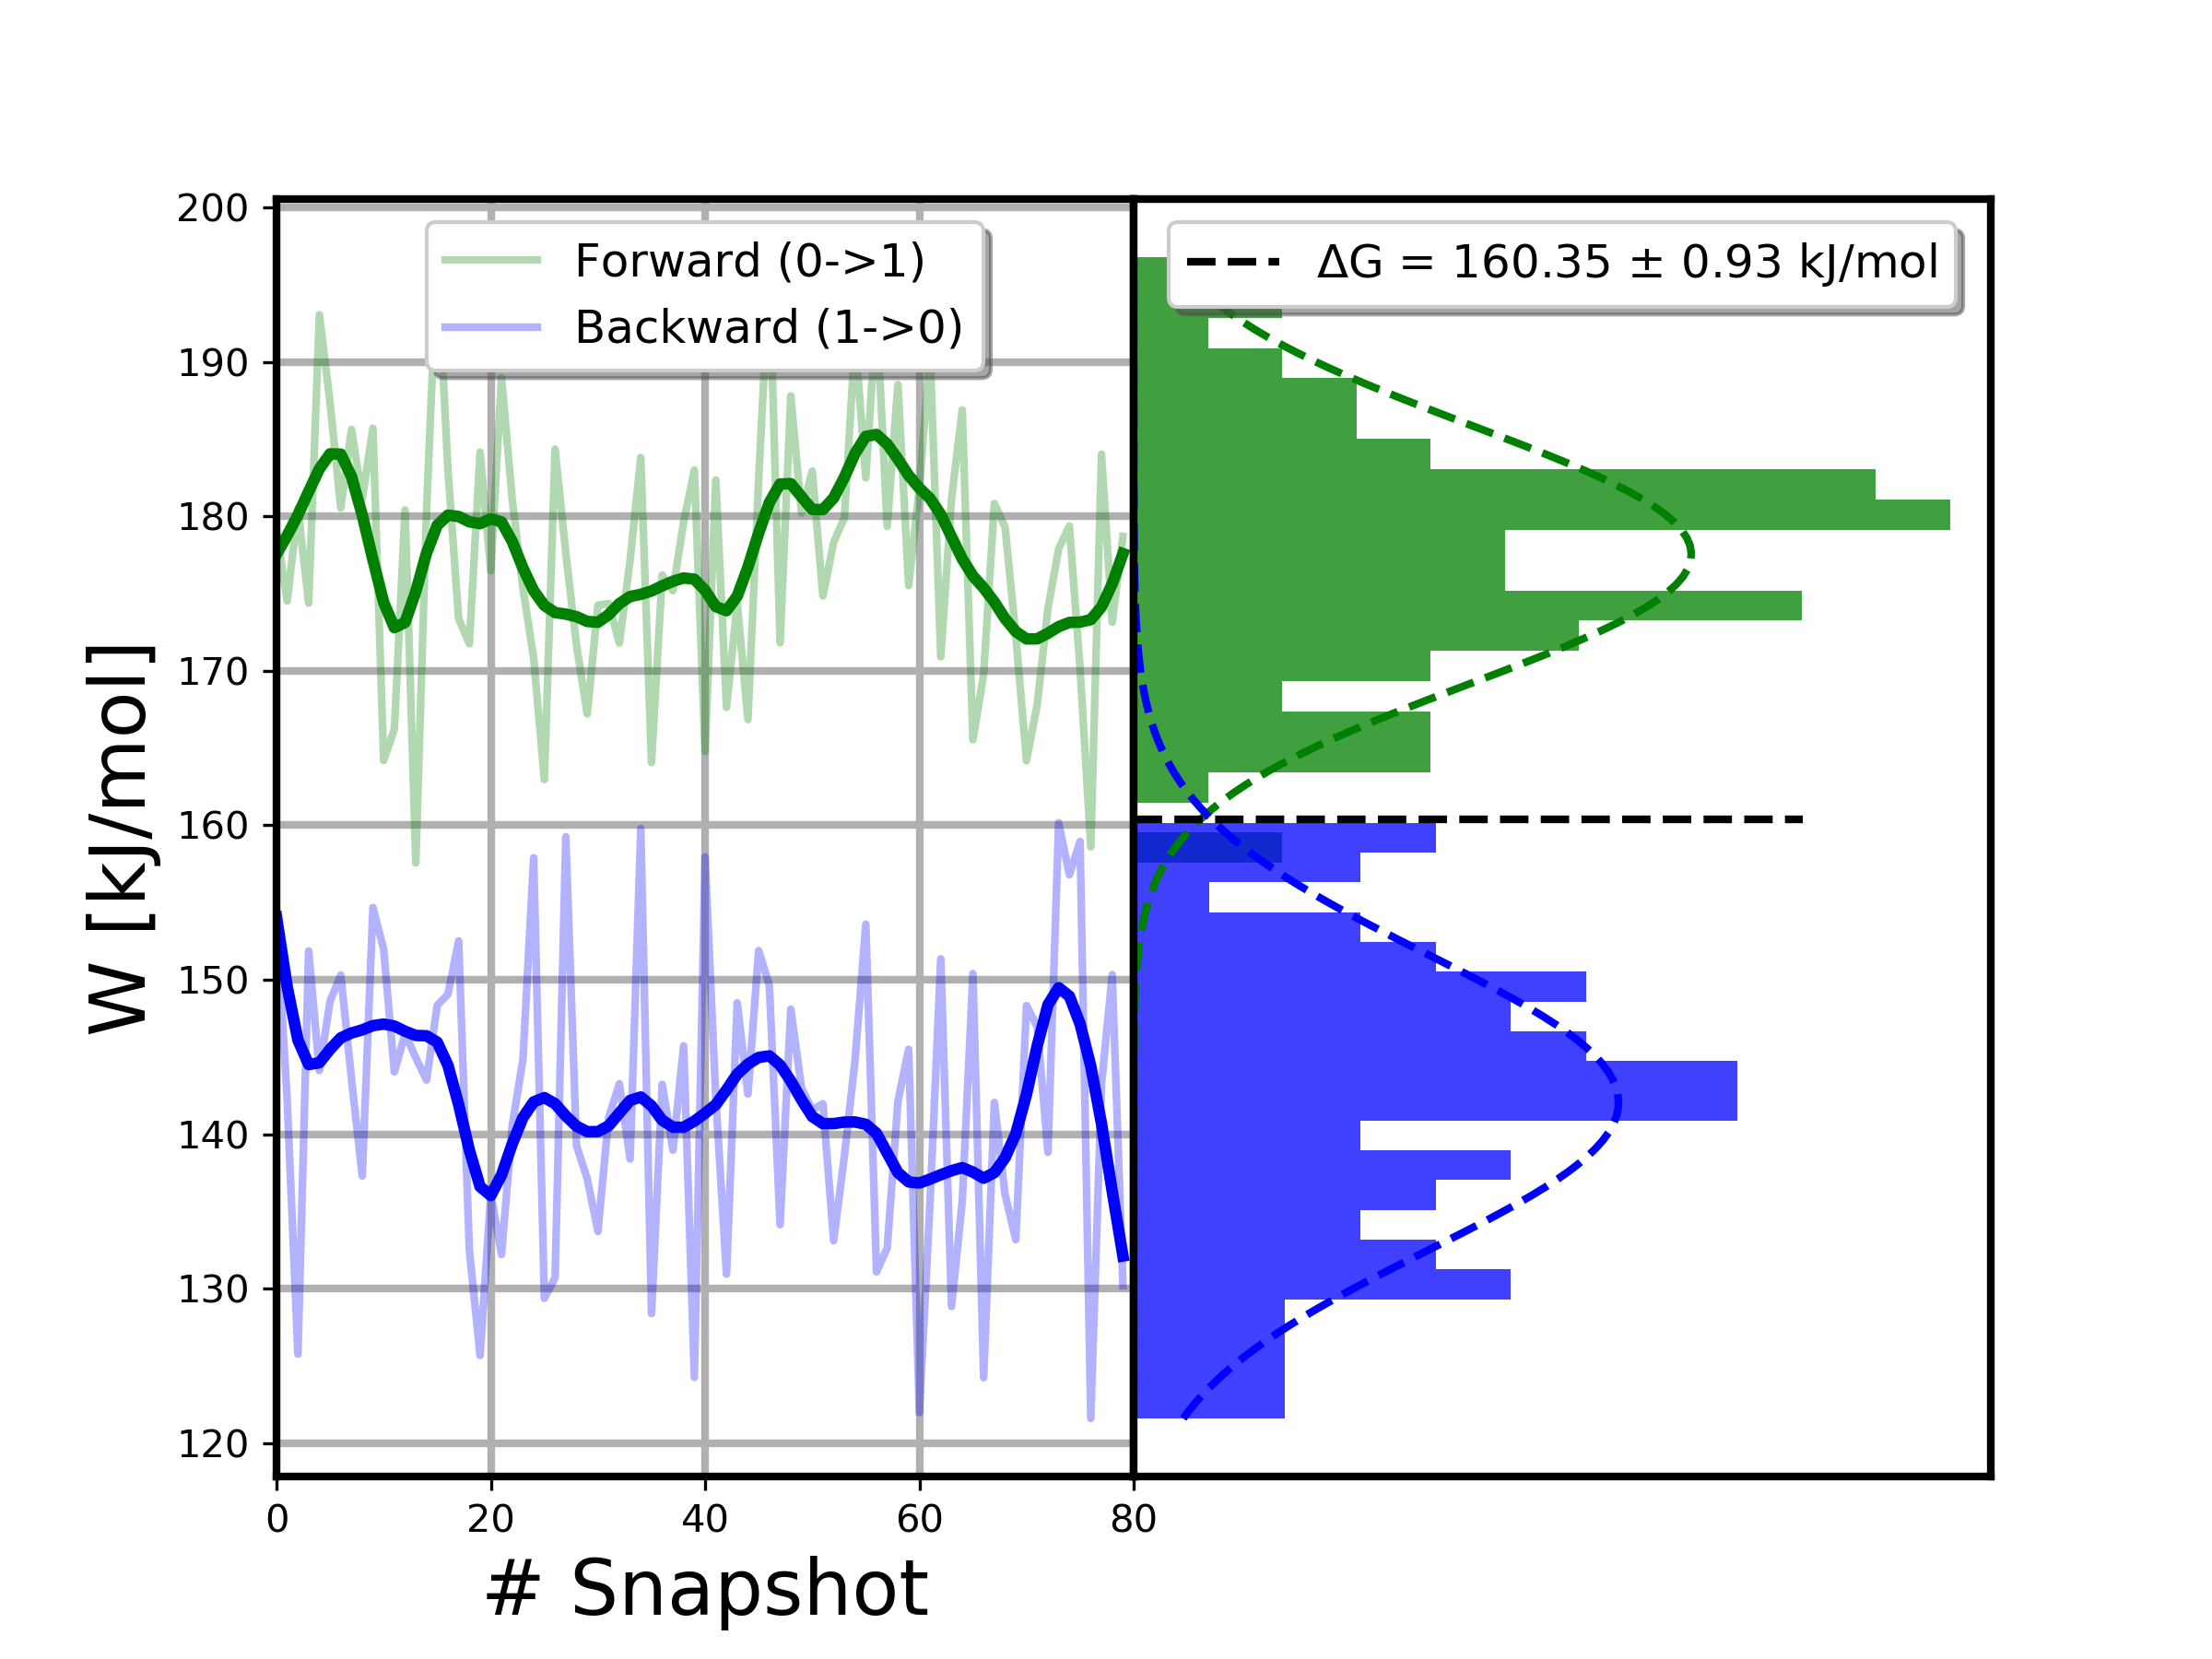 Forward (0->1)
Backward (1->0)
ΔG = 160.35 ± 0.93 kJ/mol
W [kJ/mol]
200
190
180
170
160
150
140
130
120
0 20 40 60 80
# Snapshot